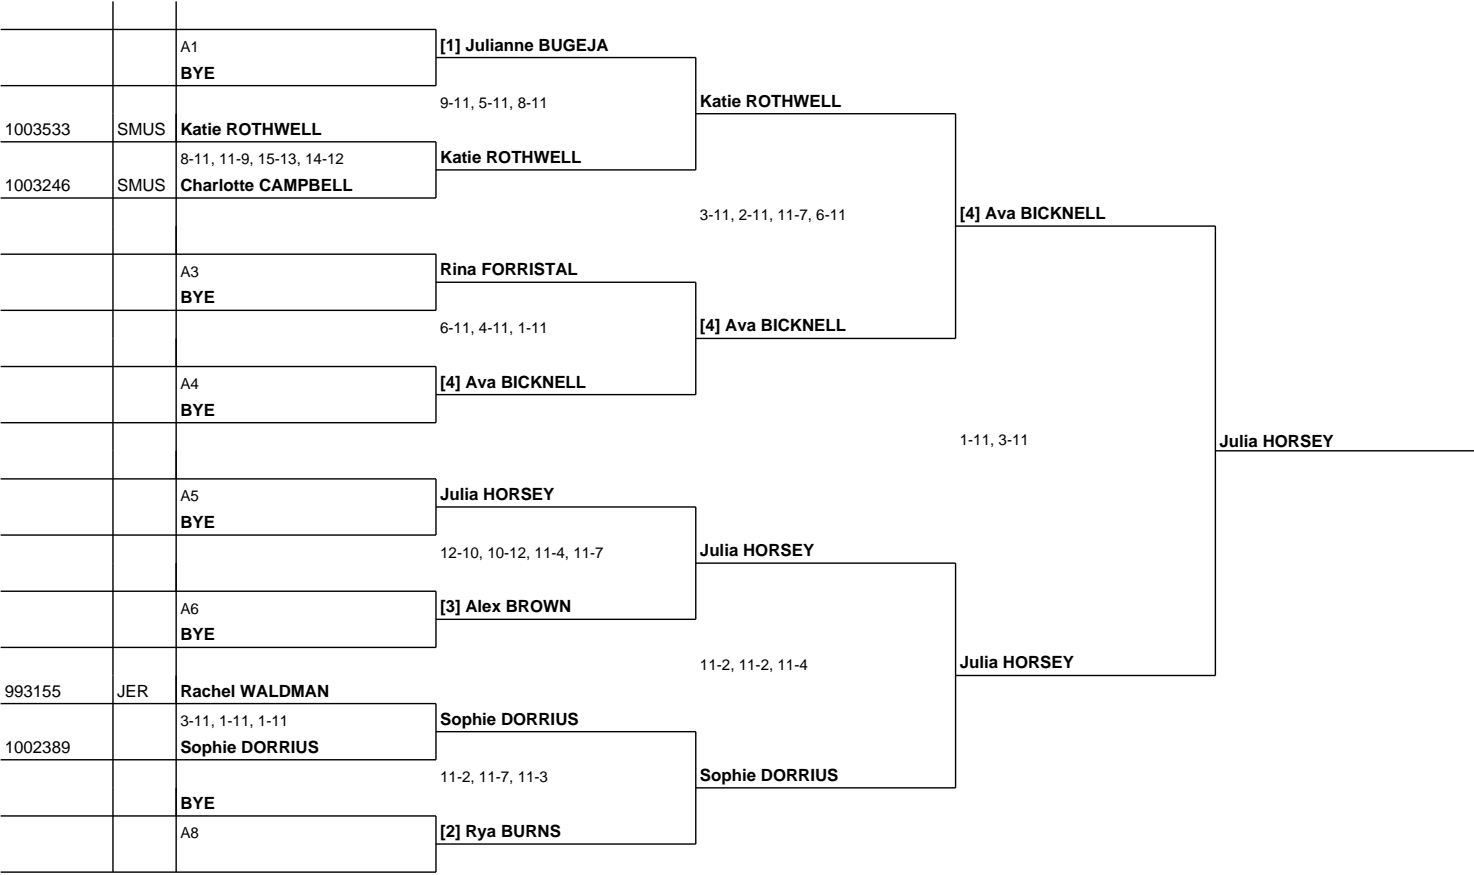 [1] Julianne BUGEJA
A1
BYE
9-11, 5-11, 8-11
Katie ROTHWELL
1003533 SMUS Katie ROTHWELL
8-11, 11-9, 15-13, 14-12
Katie ROTHWELL
1003246 SMUS Charlotte CAMPBELL
3-11, 2-11, 11-7, 6-11
[4] Ava BICKNELL
A3
Rina FORRISTAL
BYE
6-11, 4-11, 1-11
[4] Ava BICKNELL
A4
[4] Ava BICKNELL
BYE
1-11, 3-11
Julia HORSEY
A5
Julia HORSEY
BYE
12-10, 10-12, 11-4, 11-7
Julia HORSEY
A6
[3] Alex BROWN
BYE
11-2, 11-2, 11-4
Julia HORSEY
993155 JER Rachel WALDMAN
3-11, 1-11, 1-11
Sophie DORRIUS
1002389 Sophie DORRIUS
11-2, 11-7, 11-3
Sophie DORRIUS
BYE
A8
[2] Rya BURNS